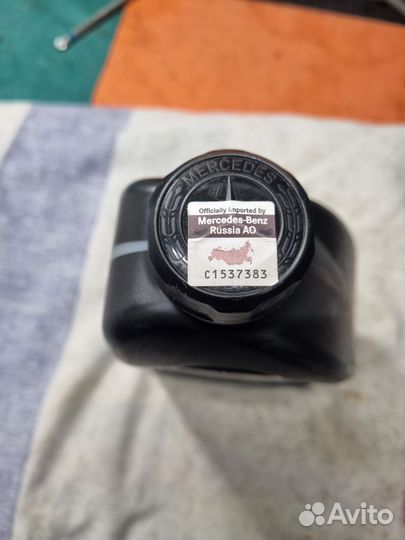 MERCEDES
Officially imported by
Mercedes-Benz
Russia AO
C1537383
Avito